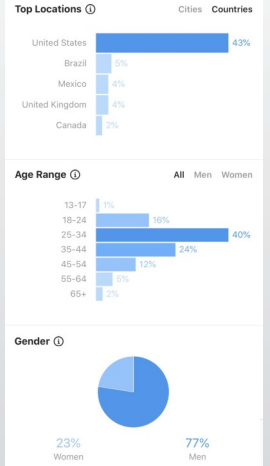 Top Locations Cities Countries
United States 43%
Brazil 5%
Mexico 4%
United Kingdom 4%
Canada 2%
Age Range All Men Women
13-17 1%
18-24 16%
25-34 40%
35-44 24%
45-54 12%
55-64 5%
65+ 2%
Gender
23% 77%
Women Men